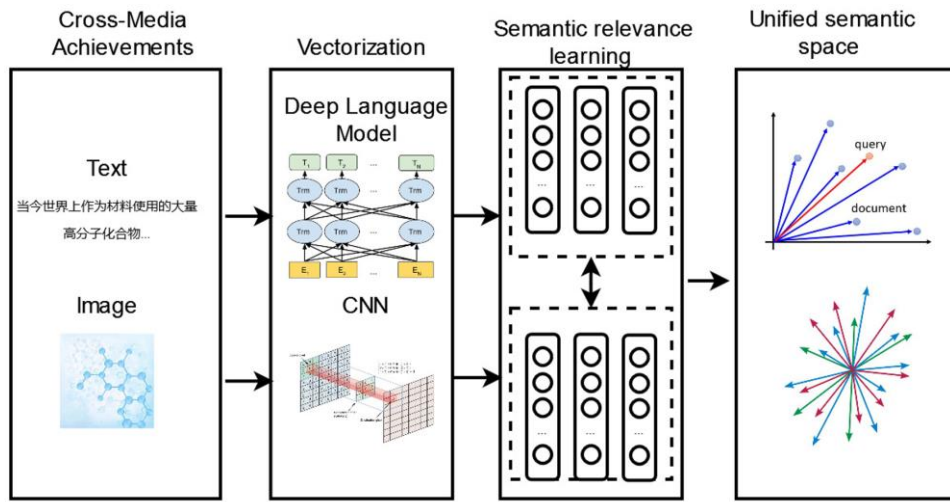 Cross-Media
Achievements
Vectorization
Semantic relevance
learning
Unified semantic
space
Text
当今世界上作为材料使用的大量
高分子化合物...
Image
Deep Language
Model
T1 T2 ... TN
Trm Trm ... Trm
Trm Trm ... Trm
E1 E2 ... EN
CNN
... ... ...
... ... ...
query
document